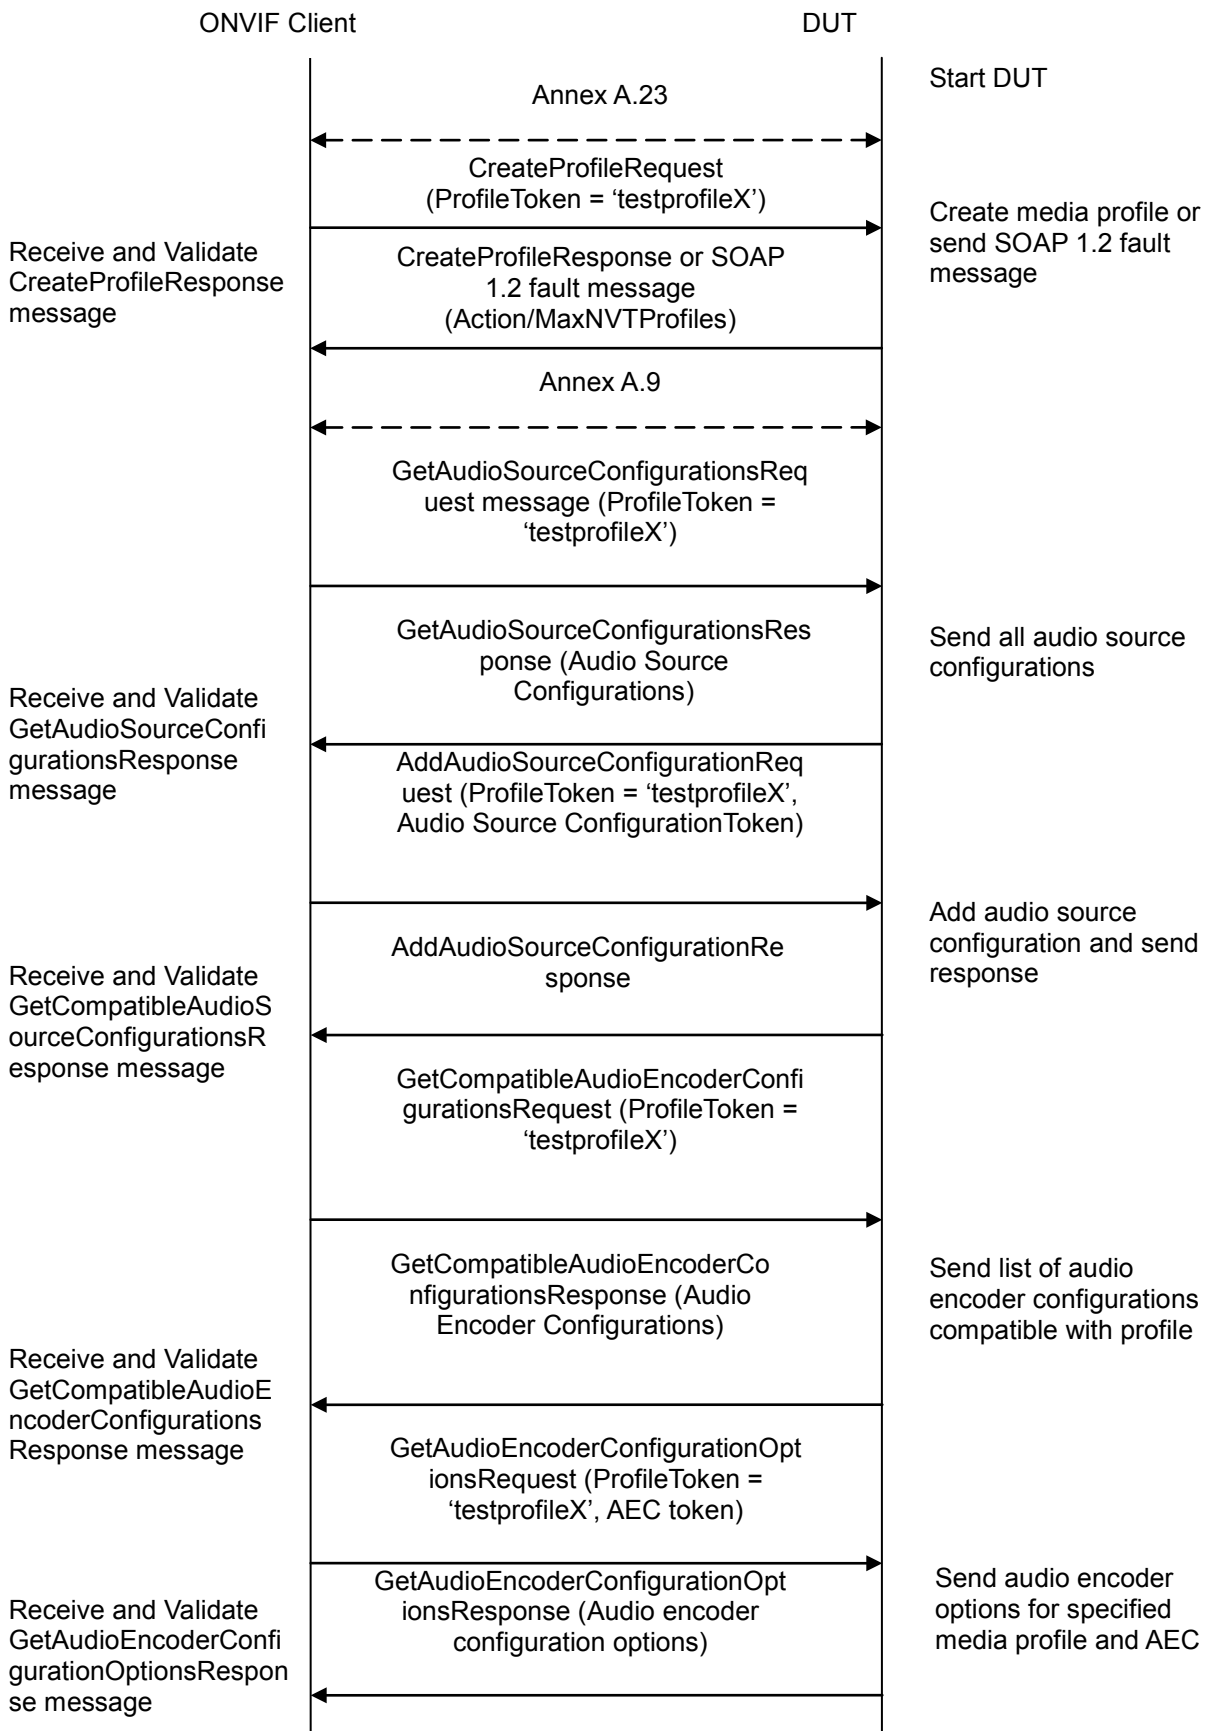 ONVIF Client
DUT
Start DUT
Annex A.23
CreateProfileRequest
(ProfileToken = ‘testprofileX’)
Create media profile or
send SOAP 1.2 fault
message
Receive and Validate
CreateProfileResponse
message
CreateProfileResponse or SOAP
1.2 fault message
(Action/MaxNVTProfiles)
Annex A.9
GetAudioSourceConfigurationsReq
uest message (ProfileToken =
‘testprofileX’)
GetAudioSourceConfigurationsRes
ponse (Audio Source
Configurations)
Send all audio source
configurations
Receive and Validate
GetAudioSourceConfi
gurationsResponse
message
AddAudioSourceConfigurationReq
uest (ProfileToken = ‘testprofileX’,
Audio Source ConfigurationToken)
Add audio source
configuration and send
response
AddAudioSourceConfigurationRe
sponse
Receive and Validate
GetCompatibleAudioS
ourceConfigurationsR
esponse message
GetCompatibleAudioEncoderConfi
gurationsRequest (ProfileToken =
‘testprofileX’)
GetCompatibleAudioEncoderCo
nfigurationsResponse (Audio
Encoder Configurations)
Send list of audio
encoder configurations
compatible with profile
Receive and Validate
GetCompatibleAudioE
ncoderConfigurations
Response message
GetAudioEncoderConfigurationOpt
ionsRequest (ProfileToken =
‘testprofileX’, AEC token)
GetAudioEncoderConfigurationOpt
ionsResponse (Audio encoder
configuration options)
Send audio encoder
options for specified
media profile and AEC
Receive and Validate
GetAudioEncoderConfi
gurationOptionsRespon
se message